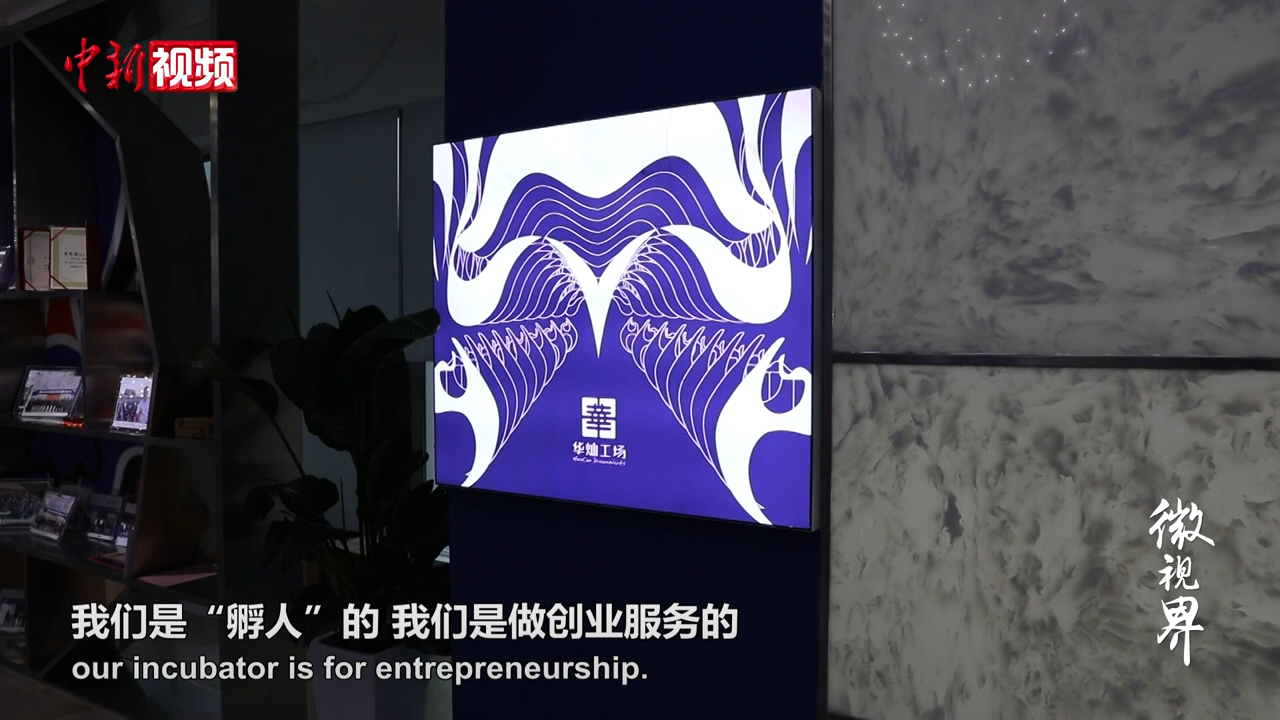 中新视频
華
华灿工场
我们是“孵人”的 我们是做创业服务的
our incubator is for entrepreneurship.
微视界